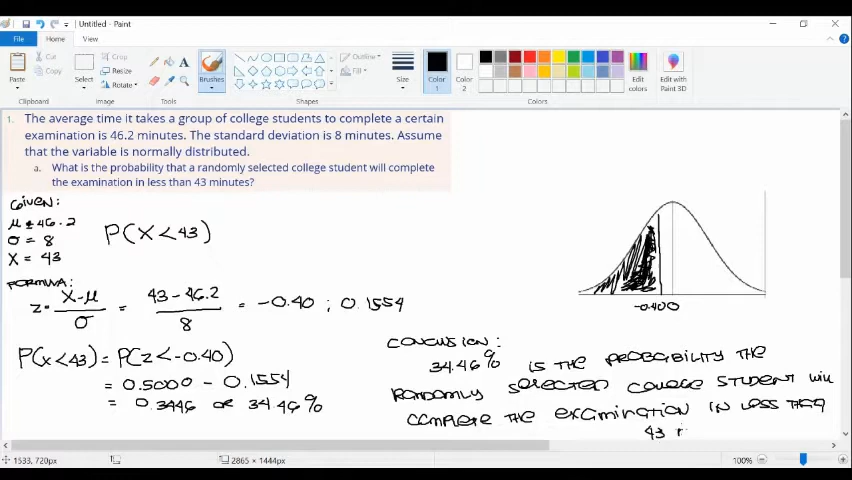 Untitled - Paint
File
Home
View
Paste
Cut
Copy
Clipboard
Select
Crop
Resize
Rotate
Image
Tools
Brushes
Shapes
Outline
Fill
Size
Color 1
Color 2
Colors
Edit colors
Edit with Paint 3D
1. The average time it takes a group of college students to complete a certain
examination is 46.2 minutes. The standard deviation is 8 minutes. Assume
that the variable is normally distributed.
a. What is the probability that a randomly selected college student will complete
the examination in less than 43 minutes?
GIVEN:
μ = 46.2
σ = 8
X = 43
P(X < 43)
FORMULA:
z = X-μ / σ = 43 - 46.2 / 8 = -0.40 ; 0.1554
P(X < 43) = P(Z < -0.40)
= 0.5000 - 0.1554
= 0.3446 OR 34.46%
-0.40 0
CONCLUSION:
34.46% IS THE PROBABILITY THE
RANDOMLY SELECTED COLLEGE STUDENT WILL
COMPLETE THE EXAMINATION IN LESS THAN
43
1533, 720px
2865 × 1444px
100%